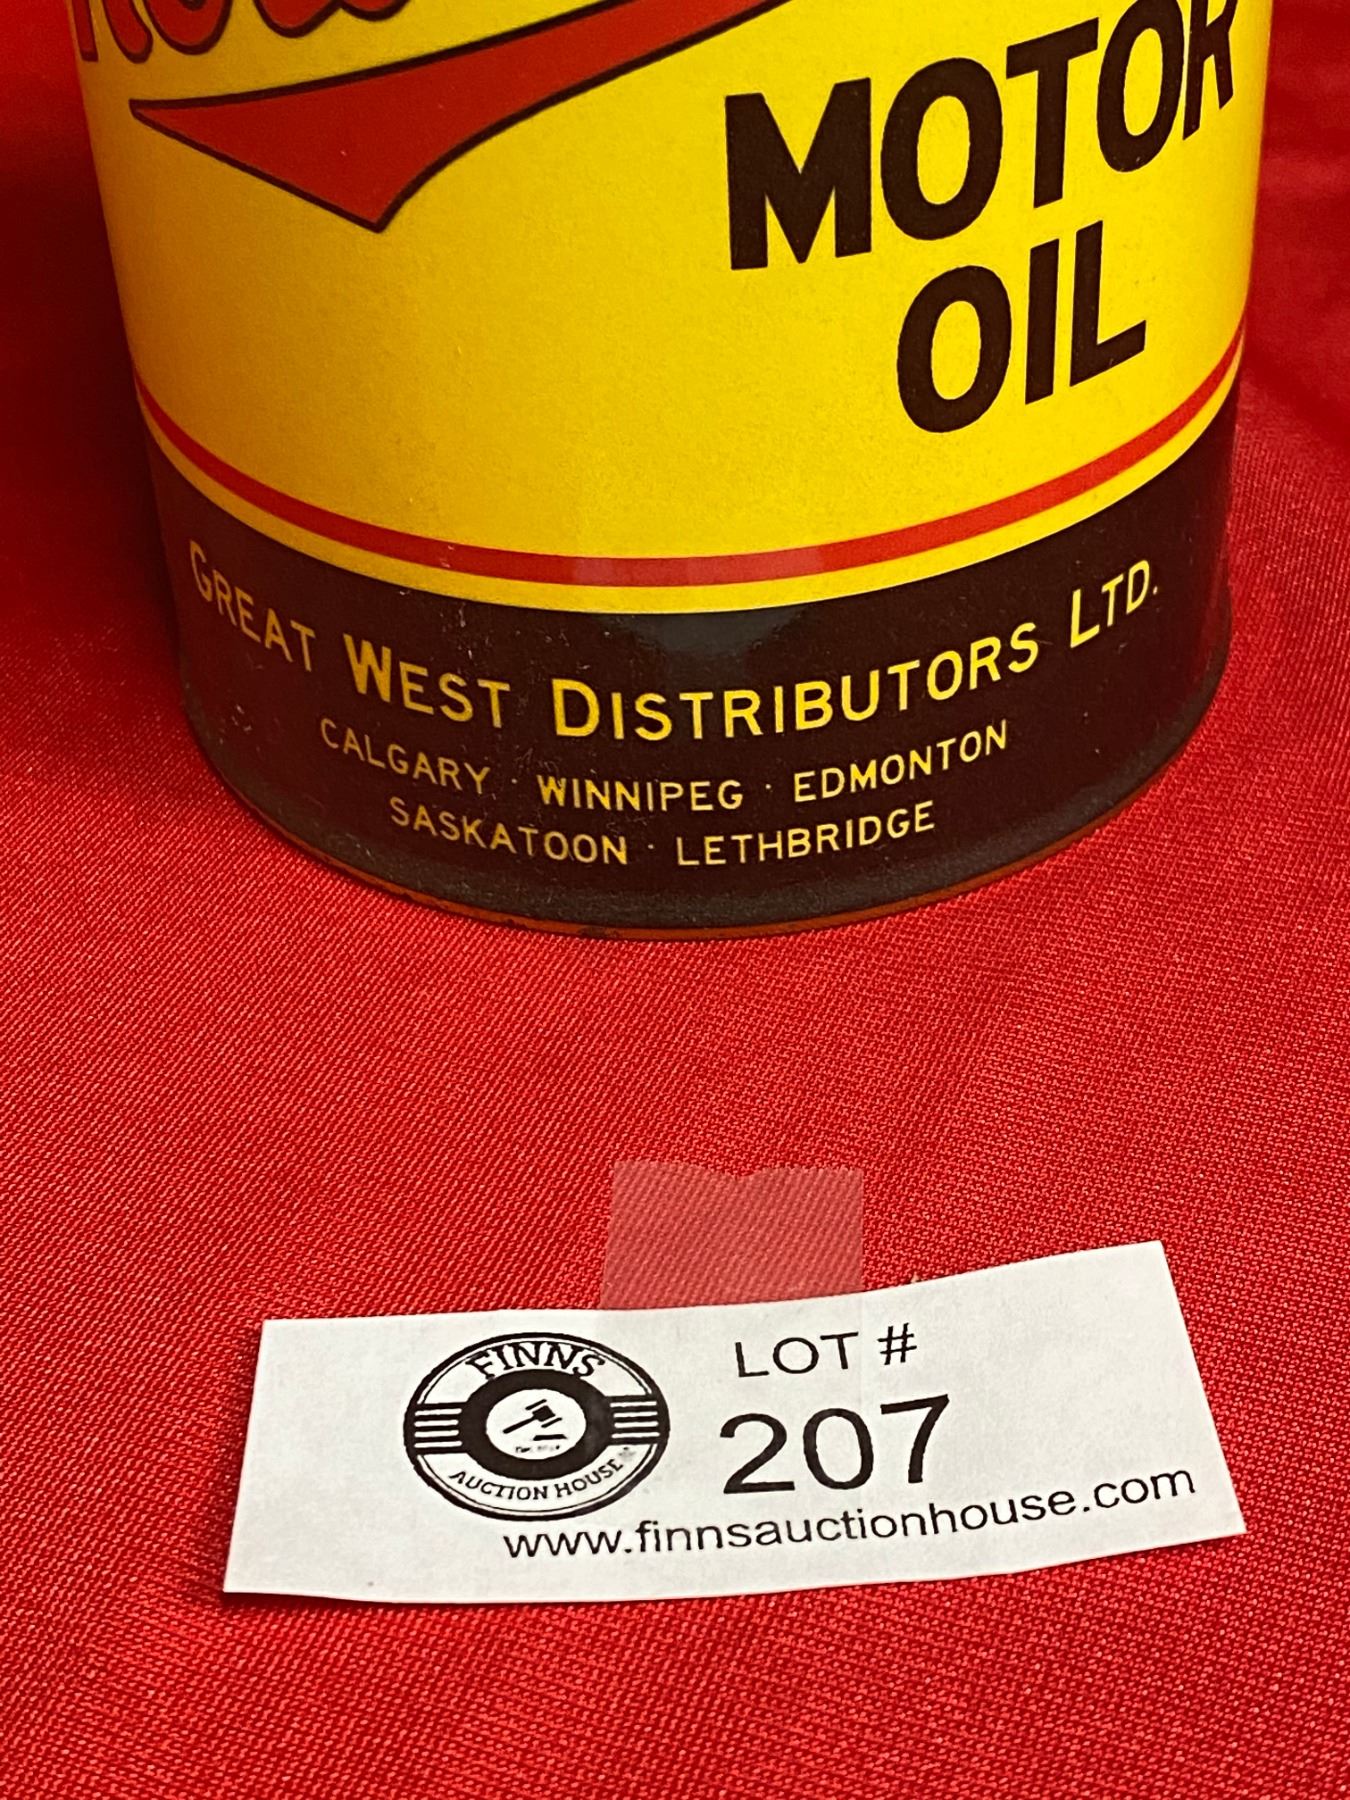 MOTOR
OIL
GREAT WEST DISTRIBUTORS LTD.
CALGARY · WINNIPEG · EDMONTON
SASKATOON · LETHBRIDGE
FINNS
AUCTION HOUSE
LOT #
207
www.finnsauctionhouse.com